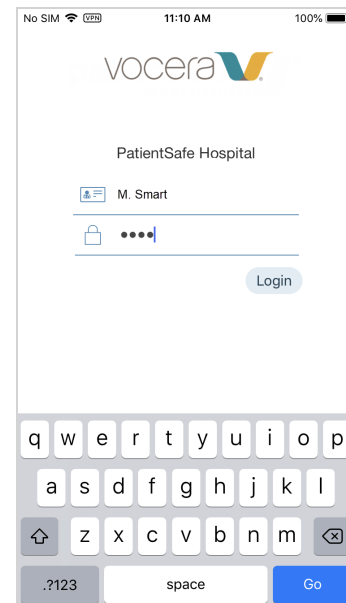 No SIM VPN 11:10 AM 100%
vocera
PatientSafe Hospital
M. Smart
••••
Login
q w e r t y u i o p
a s d f g h j k l
z x c v b n m
.?123 space Go